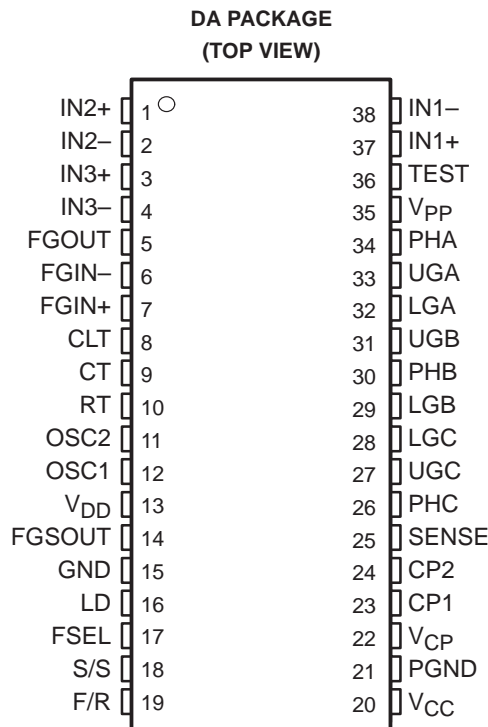 DA PACKAGE
(TOP VIEW)
IN2+ 1 38 IN1–
IN2– 2 37 IN1+
IN3+ 3 36 TEST
IN3– 4 35 VPP
FGOUT 5 34 PHA
FGIN– 6 33 UGA
FGIN+ 7 32 LGA
CLT 8 31 UGB
CT 9 30 PHB
RT 10 29 LGB
OSC2 11 28 LGC
OSC1 12 27 UGC
VDD 13 26 PHC
FGSOUT 14 25 SENSE
GND 15 24 CP2
LD 16 23 CP1
FSEL 17 22 VCP
S/S 18 21 PGND
F/R 19 20 VCC